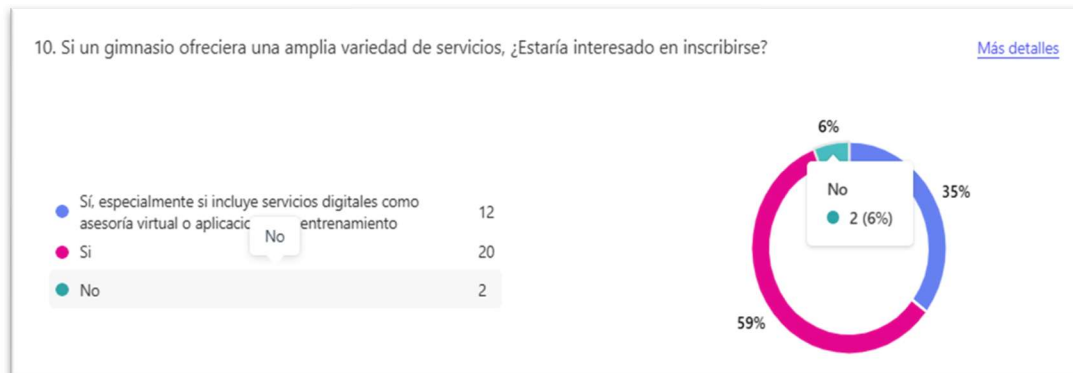 10. Si un gimnasio ofreciera una amplia variedad de servicios, ¿Estaría interesado en inscribirse?
Más detalles
Sí, especialmente si incluye servicios digitales como
asesoría virtual o entrenamiento
12
No
Si
20
No
2
6%
No
2 (6%)
35%
59%